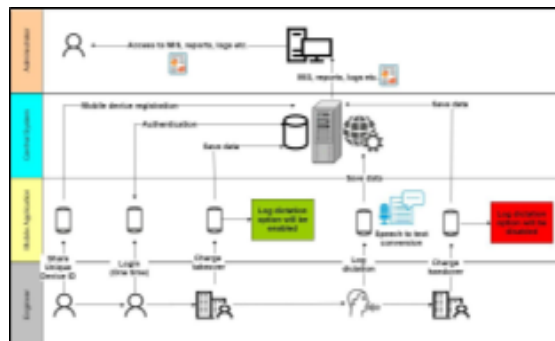 Administrator
Access to MIS, reports, logs etc.
MIS, reports, logs etc.
Central System
Mobile device registration
Authentication
Save data
Save data
Save data
Mobile Application
Log dictation
option will be
enabled
Speech to text
conversion
Log dictation
option will be
disabled
Engineer
Share
Unique
Device ID
Login
(One time)
Charge
takeover
Log
dictation
Charge
handover